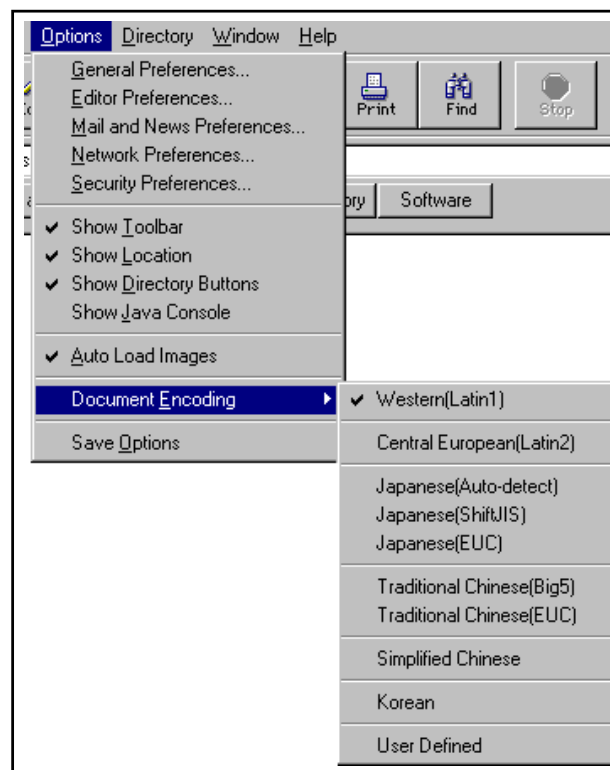 Options Directory Window Help
General Preferences...
Editor Preferences...
Mail and News Preferences...
Network Preferences...
Security Preferences...
Print Find Stop
ory Software
Show Toolbar
Show Location
Show Directory Buttons
Show Java Console
Auto Load Images
Document Encoding
Save Options
Western(Latin1)
Central European(Latin2)
Japanese(Auto-detect)
Japanese(ShiftJIS)
Japanese(EUC)
Traditional Chinese(Big5)
Traditional Chinese(EUC)
Simplified Chinese
Korean
User Defined